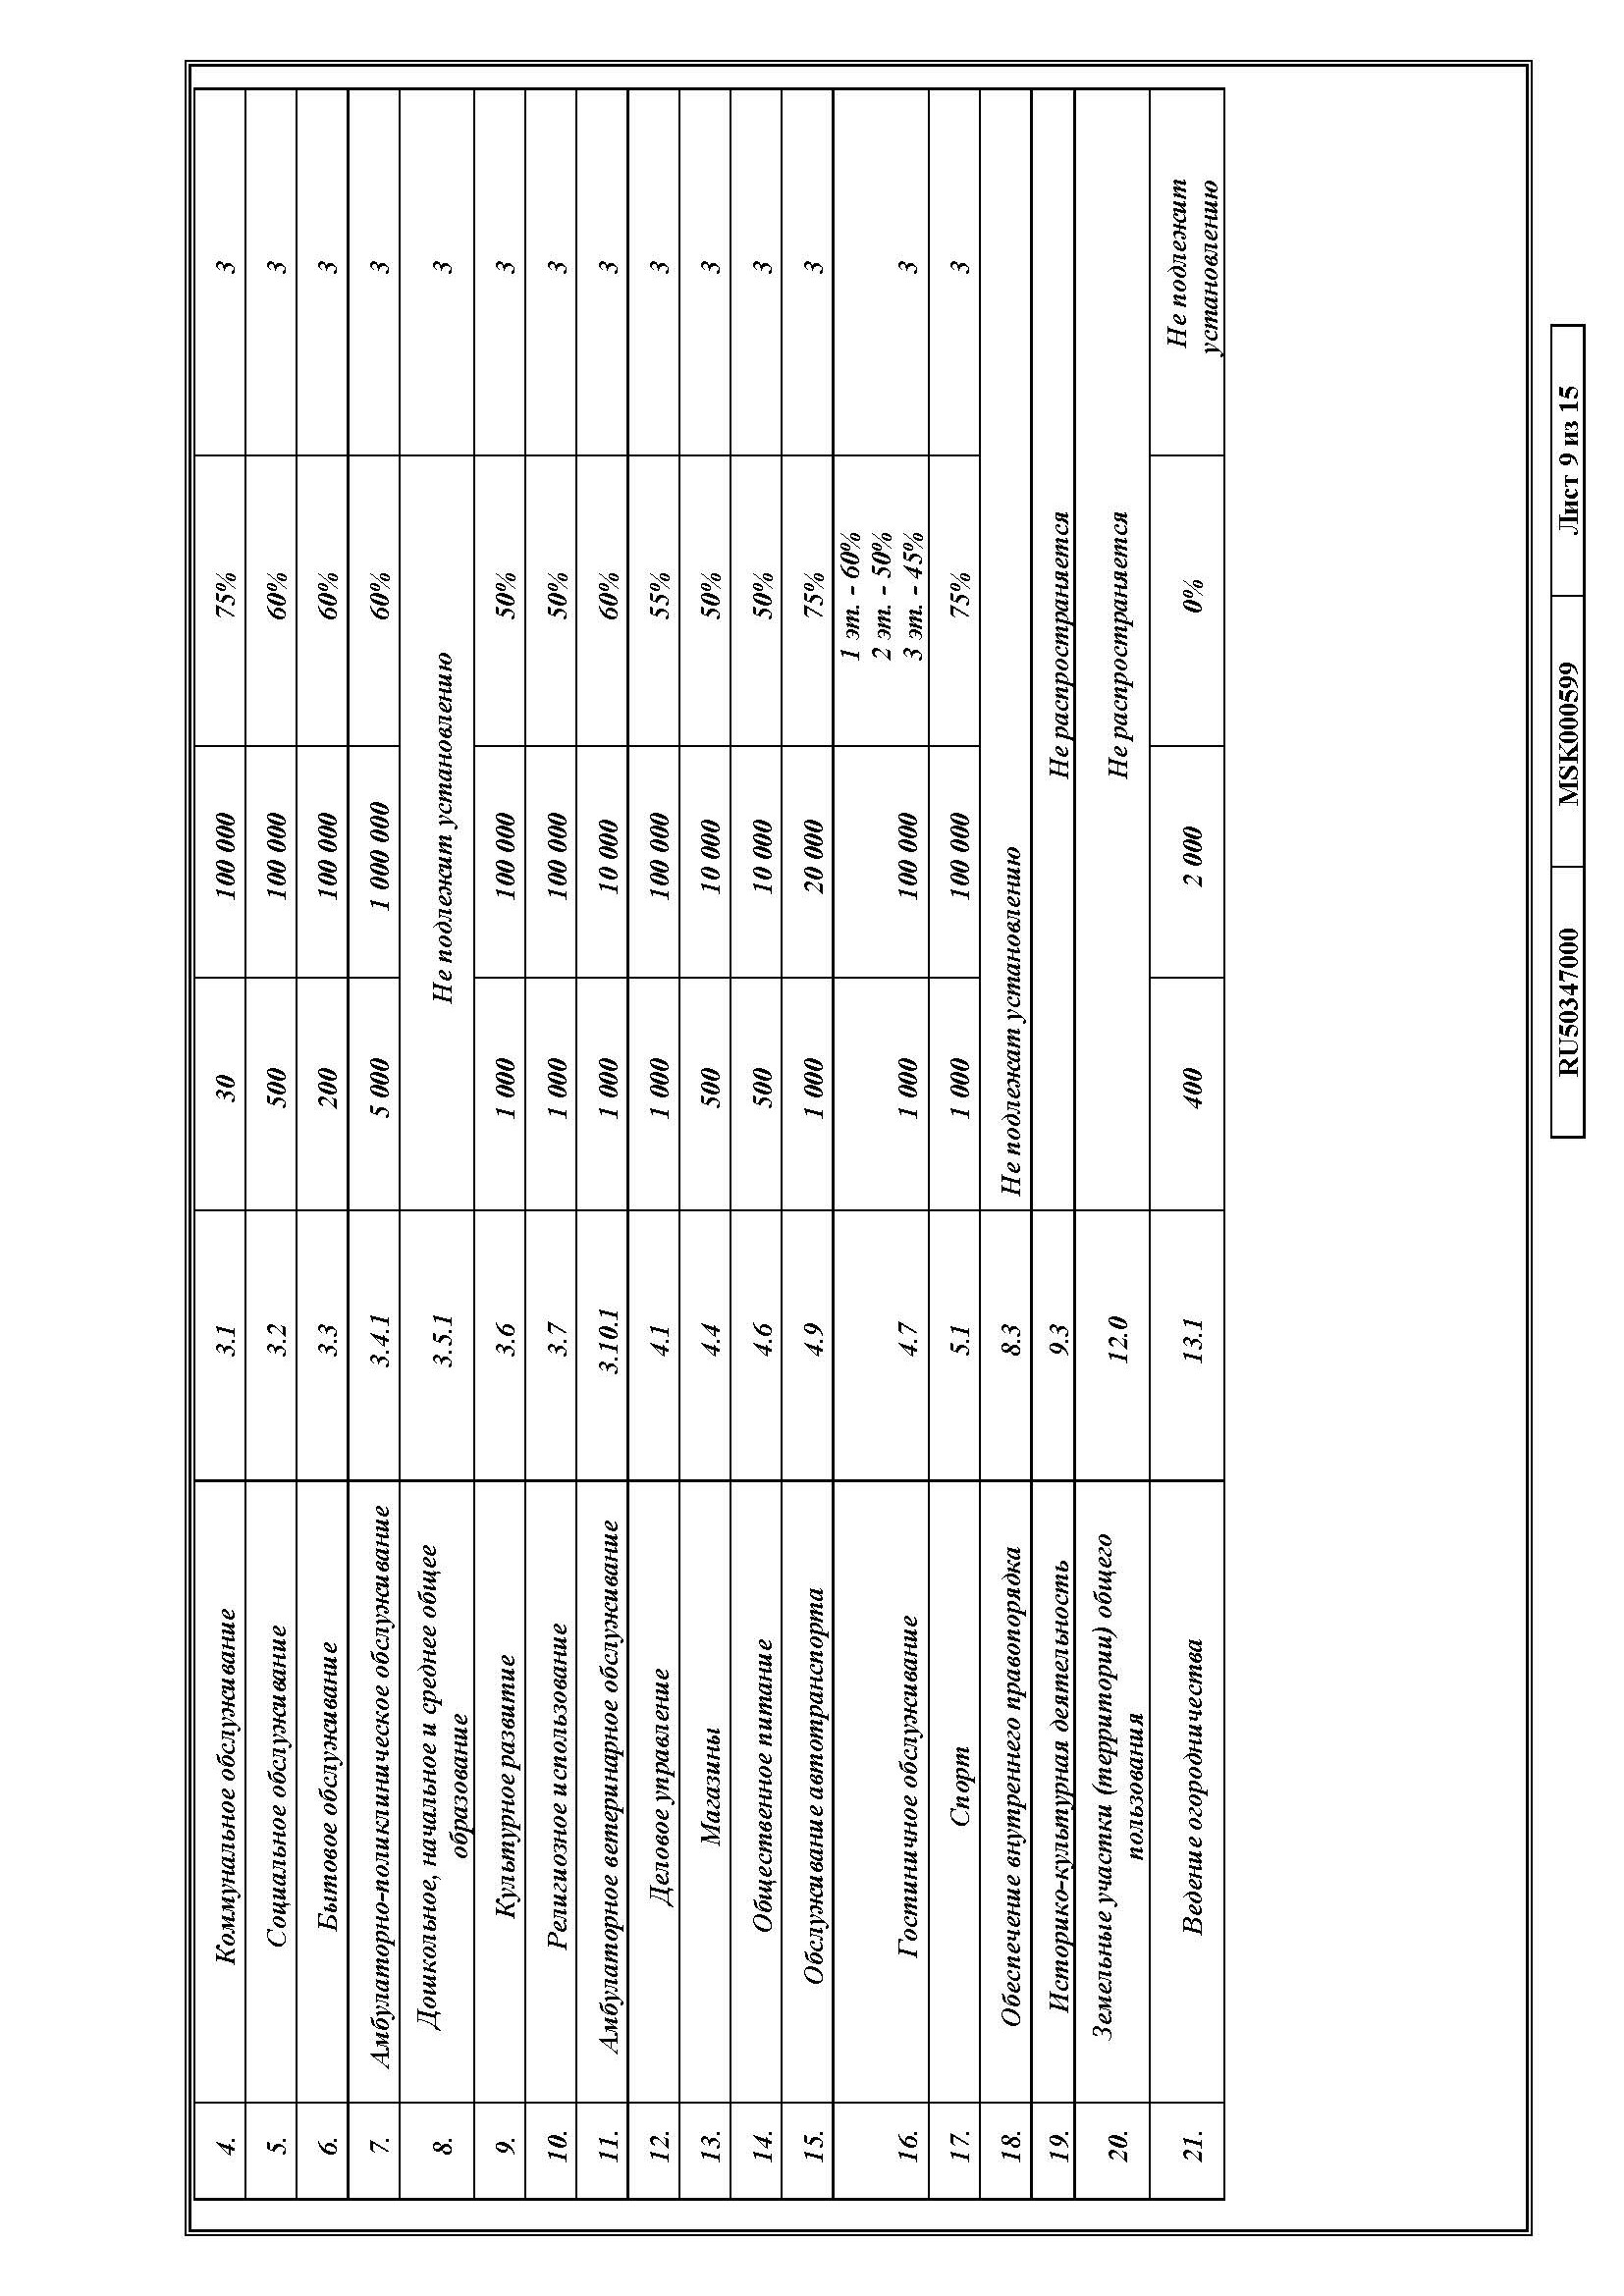 4. Коммунальное обслуживание 3.1 30 100 000 75% 3
5. Социальное обслуживание 3.2 500 100 000 60% 3
6. Бытовое обслуживание 3.3 200 100 000 60% 3
7. Амбулаторно-поликлиническое обслуживание 3.4.1 5 000 1 000 000 60% 3
8. Дошкольное, начальное и среднее общее
образование 3.5.1 Не подлежит установлению 3
9. Культурное развитие 3.6 1 000 100 000 50% 3
10. Религиозное использование 3.7 1 000 100 000 50% 3
11. Амбулаторное ветеринарное обслуживание 3.10.1 1 000 10 000 60% 3
12. Деловое управление 4.1 1 000 100 000 55% 3
13. Магазины 4.4 500 10 000 50% 3
14. Общественное питание 4.6 500 10 000 50% 3
15. Обслуживание автотранспорта 4.9 1 000 20 000 75% 3
1 эт. - 60%
2 эт. - 50%
16. Гостиничное обслуживание 4.7 1 000 100 000 3 эт. - 45% 3
17. Спорт 5.1 1 000 100 000 75% 3
18. Обеспечение внутреннего правопорядка 8.3 Не подлежат установлению
19. Историко-культурная деятельность 9.3 Не распространяется
20. Земельные участки (территории) общего
пользования 12.0 Не распространяется
21. Ведение огородничества 13.1 400 2 000 0% Не подлежит
установлению
RU50347000 MSK000599 Лист 9 из 15